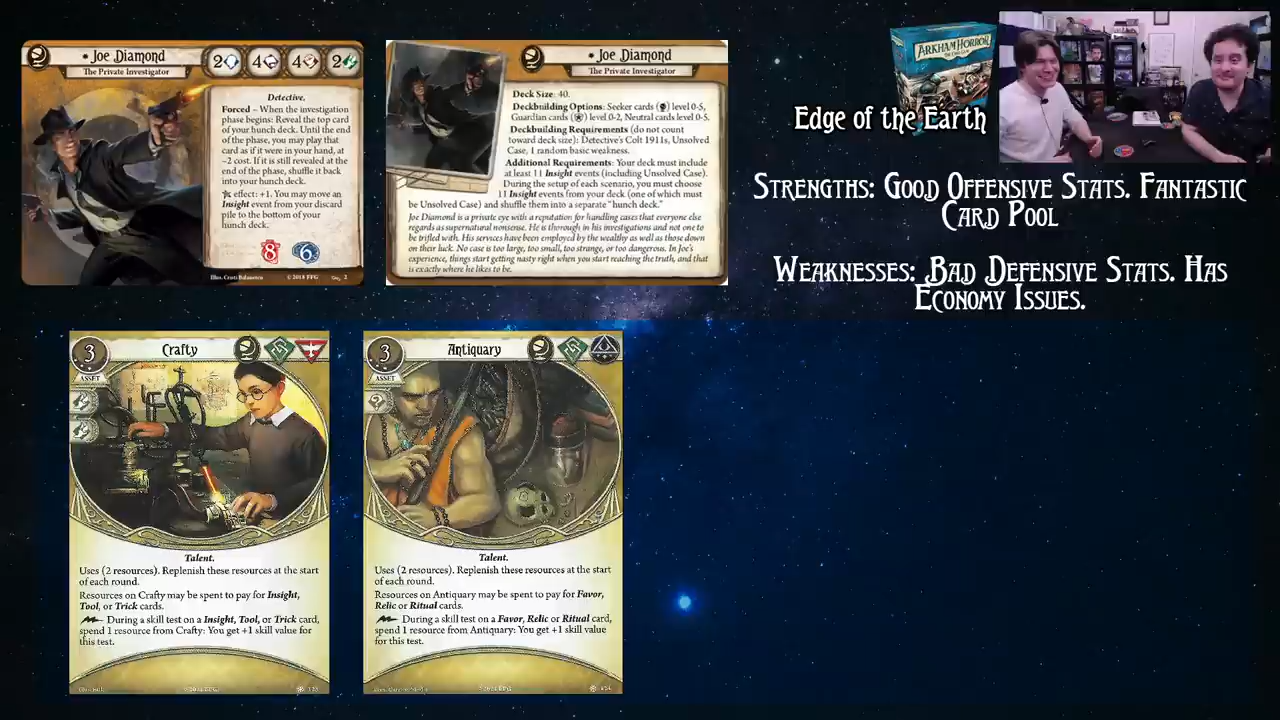 Joe Diamond
The Private Investigator
2 4 4 2
Detective.
Forced – When the investigation
phase begins: Reveal the top card
of your hunch deck. Until the end
of the phase, you may play that
card as if it were in your hand, at
-2 cost. If it is still revealed at the
end of the phase, shuffle it back
into your hunch deck.
effect: +1. You may move an
Insight event from your discard
pile to the bottom of your
hunch deck.
8 6
© 2018 FFG
Joe Diamond
The Private Investigator
Deck Size: 40.
Deckbuilding Options: Seeker cards () level 0-5,
Guardian cards () level 0-2, Neutral cards level 0-5.
Deckbuilding Requirements (do not count
toward deck size): Detective's Colt 1911s, Unsolved
Case, 1 random basic weakness.
Additional Requirements: Your deck must include
at least 11 Insight events (including Unsolved Case).
During the setup of each scenario, you must choose
11 Insight events from your deck (one of which must
be Unsolved Case) and shuffle them into a separate "hunch deck."
Joe Diamond is a private eye with a reputation for handling cases that everyone else
regards as supernatural nonsense. He is thorough in his investigations and not one to
be trifled with. His services have been employed by the wealthy as well as those down
on their luck. No case is too large, too small, too strange, or too dangerous. In Joe's
experience, things start getting nasty right when you start reaching the truth, and that
is exactly where he likes to be.
ARKHAM HORROR
Edge of the Earth
Strengths: Good Offensive Stats. Fantastic
Card Pool
Weaknesses: Bad Defensive Stats. Has
Economy Issues.
3
Crafty
ASSET
Talent.
Uses (2 resources). Replenish these resources at the start
of each round.
Resources on Crafty may be spent to pay for Insight,
Tool, or Trick cards.
During a skill test on a Insight, Tool, or Trick card,
spend 1 resource from Crafty: You get +1 skill value for
this test.
3
Antiquary
ASSET
Talent.
Uses (2 resources). Replenish these resources at the start
of each round.
Resources on Antiquary may be spent to pay for Favor,
Relic or Ritual cards.
During a skill test on a Favor, Relic or Ritual card,
spend 1 resource from Antiquary: You get +1 skill value
for this test.